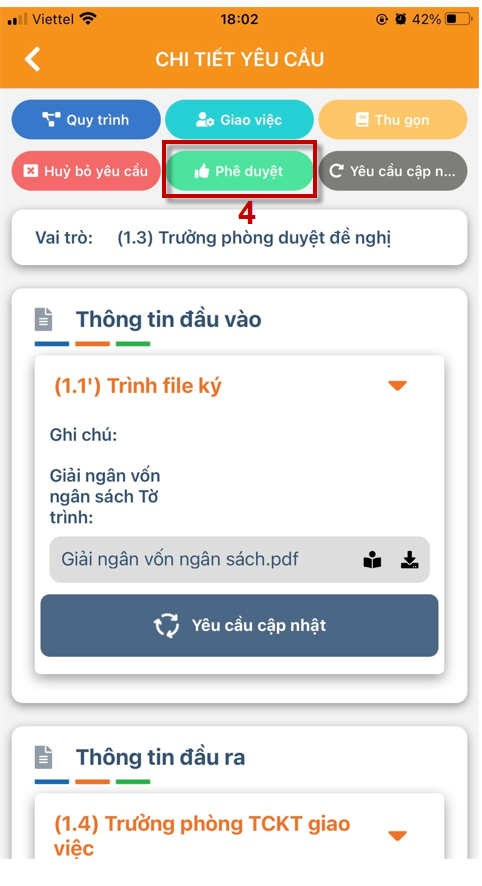 Viettel 18:02 42%
CHI TIẾT YÊU CẦU
Quy trình Giao việc Thu gọn
Huỷ bỏ yêu cầu Phê duyệt Yêu cầu cập n...
4
Vai trò: (1.3) Trưởng phòng duyệt đề nghị
Thông tin đầu vào
(1.1') Trình file ký
Ghi chú:
Giải ngân vốn
ngân sách Tờ
trình:
Giải ngân vốn ngân sách.pdf
Yêu cầu cập nhật
Thông tin đầu ra
(1.4) Trưởng phòng TCKT giao
việc